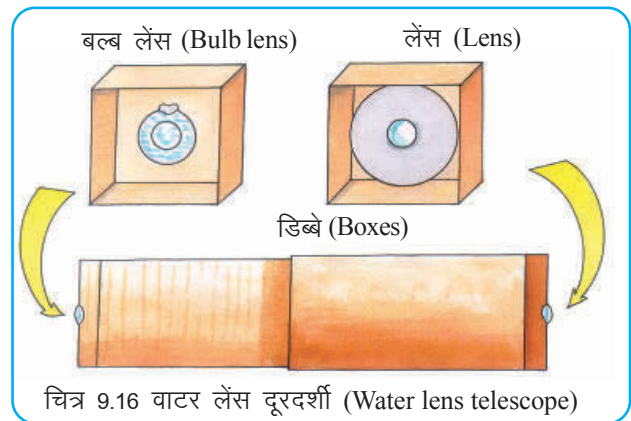 बल्ब लेंस (Bulb lens)
लेंस (Lens)
डिब्बे (Boxes)
चित्र 9.16 वाटर लेंस दूरदर्शी (Water lens telescope)